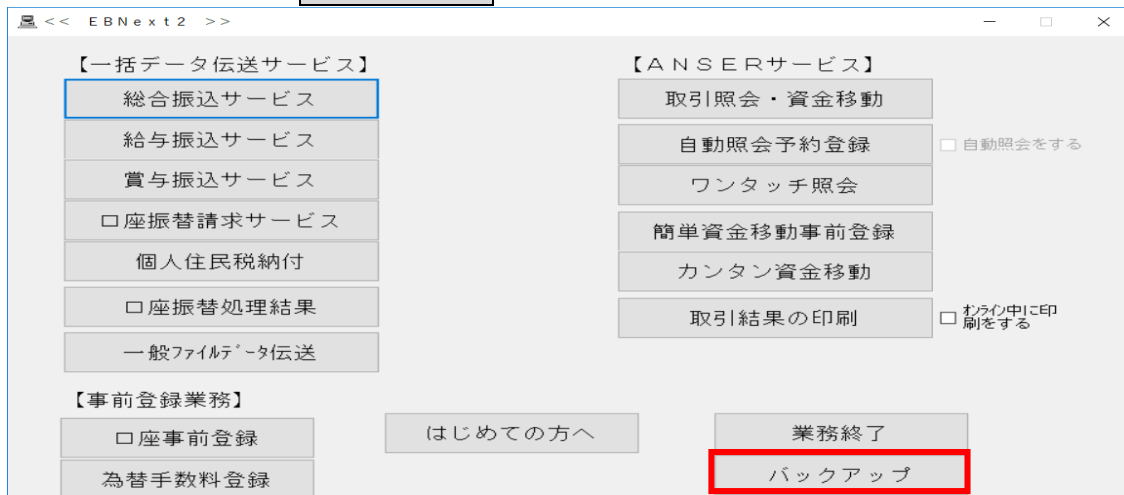 << EBNext2 >>
【一括データ伝送サービス】
総合振込サービス
給与振込サービス
賞与振込サービス
口座振替請求サービス
個人住民税納付
口座振替処理結果
一般ファイルデータ伝送
【事前登録業務】
口座事前登録
為替手数料登録
はじめての方へ
【ANSERサービス】
取引照会・資金移動
自動照会予約登録
自動照会をする
ワンタッチ照会
簡単資金移動事前登録
カンタン資金移動
取引結果の印刷
オンライン中に印
刷をする
業務終了
バックアップ